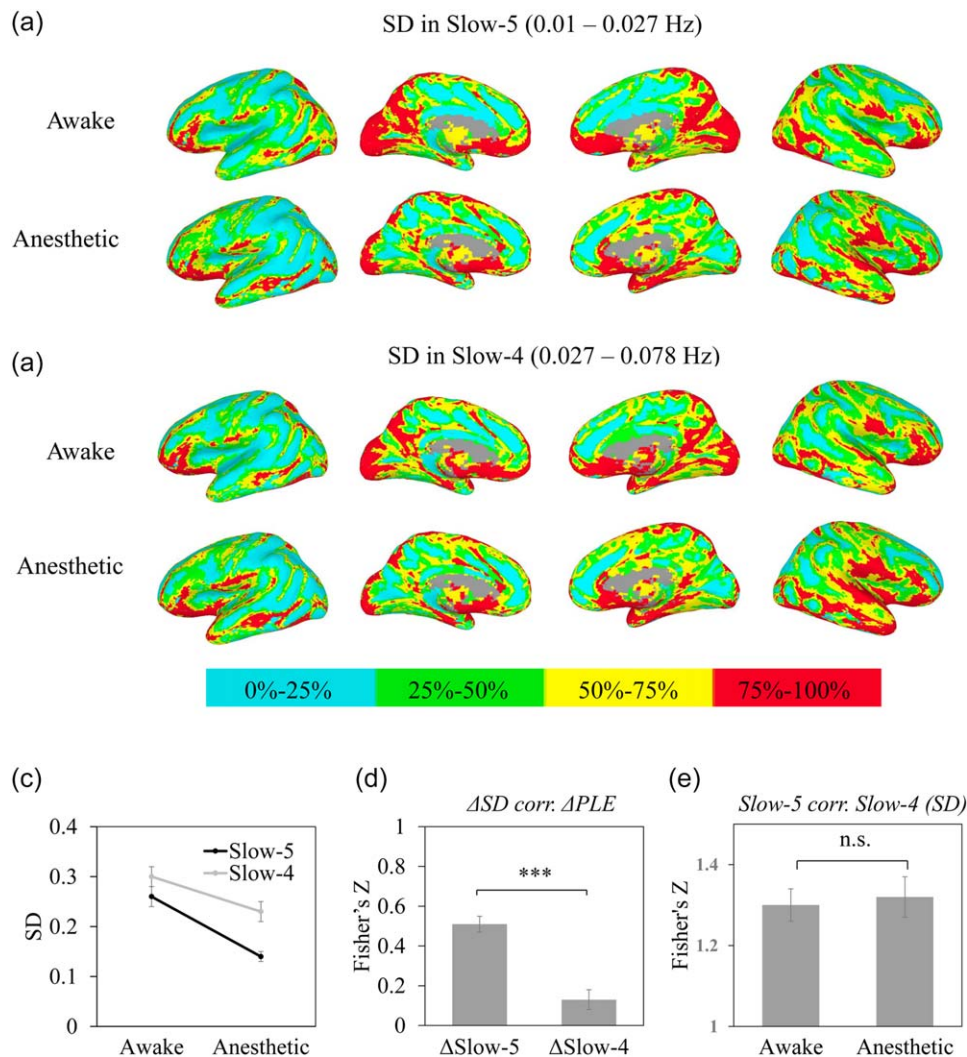 (a)
SD in Slow-5 (0.01 – 0.027 Hz)
Awake
Anesthetic
(a)
SD in Slow-4 (0.027 – 0.078 Hz)
Awake
Anesthetic
0%-25% 25%-50% 50%-75% 75%-100%
(c)
0.4
0.3
0.2
0.1
0
SD
Slow-5
Slow-4
Awake Anesthetic
(d)
ΔSD corr. ΔPLE
1
0.8
0.6
0.4
0.2
0
Fisher's Z
***
ΔSlow-5 ΔSlow-4
(e)
Slow-5 corr. Slow-4 (SD)
1.4
1.2
1
Fisher's Z
n.s.
Awake Anesthetic